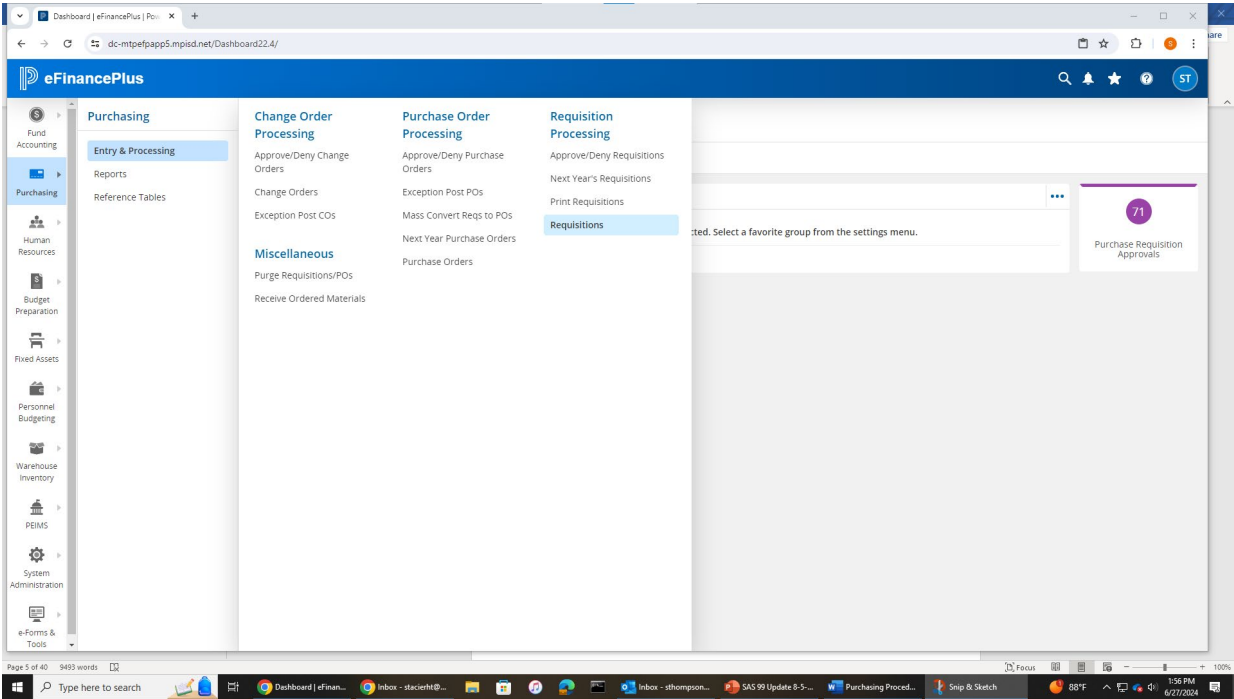 Dashboard | eFinancePlus | Pow
dc-mtpefpapp5.mpisd.net/Dashboard22.4/
S
are
eFinancePlus
ST
Fund
Accounting
Purchasing
Human
Resources
Budget
Preparation
Fixed Assets
Personnel
Budgeting
Warehouse
Inventory
PEIMS
System
Administration
e-Forms &
Tools
Purchasing
Entry & Processing
Reports
Reference Tables
Change Order
Processing
Approve/Deny Change
Orders
Change Orders
Exception Post COs
Miscellaneous
Purge Requisitions/POs
Receive Ordered Materials
Purchase Order
Processing
Approve/Deny Purchase
Orders
Exception Post POs
Mass Convert Reqs to POs
Next Year Purchase Orders
Purchase Orders
Requisition
Processing
Approve/Deny Requisitions
Next Year's Requisitions
Print Requisitions
Requisitions
cted. Select a favorite group from the settings menu.
71
Purchase Requisition
Approvals
Page 5 of 40 9493 words
Focus
100%
Type here to search
Dashboard | eFinan...
Inbox - stacierht@...
Inbox - sthompson...
SAS 99 Update 8-5-...
Purchasing Proced...
Snip & Sketch
88°F
1:56 PM
6/27/2024